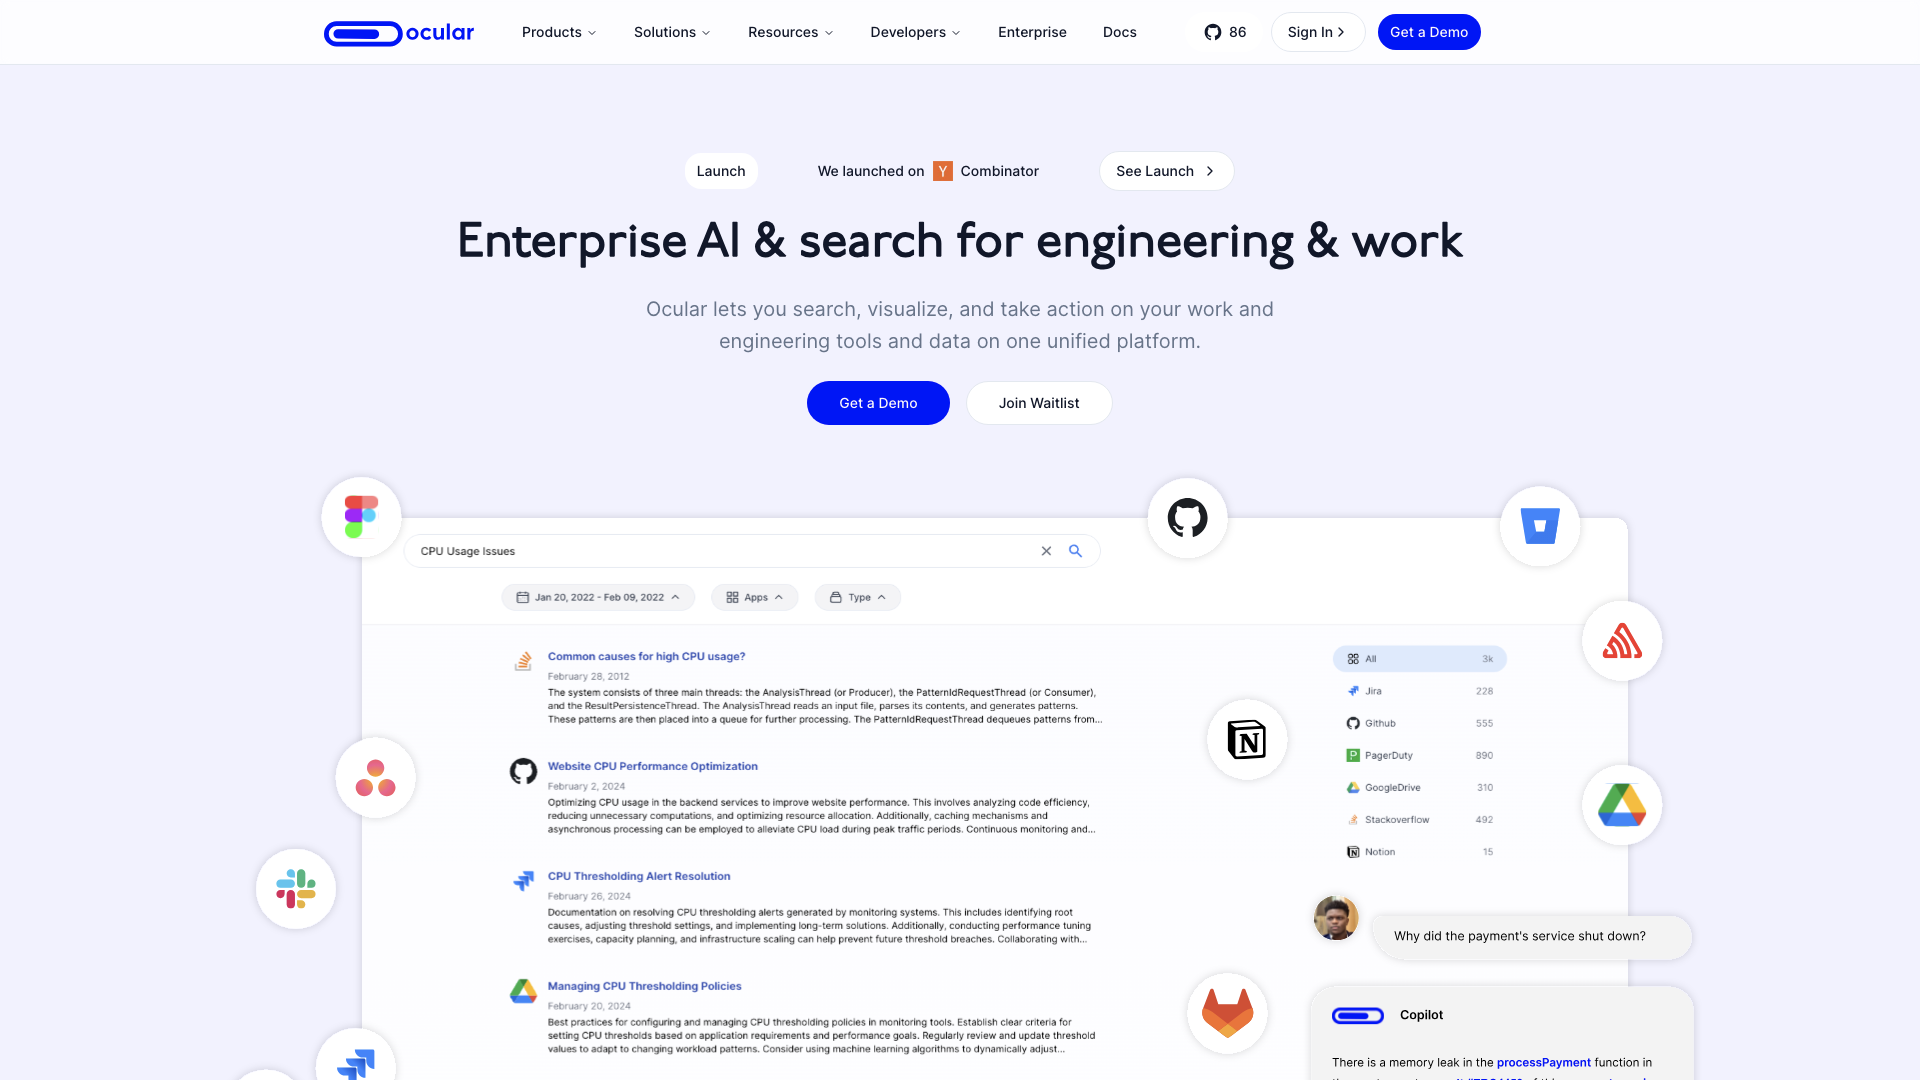 ocular
Products
Solutions
Resources
Developers
Enterprise
Docs
86
Sign In
Get a Demo
Launch
We launched on Y Combinator
See Launch
Enterprise AI & search for engineering & work
Ocular lets you search, visualize, and take action on your work and
engineering tools and data on one unified platform.
Get a Demo
Join Waitlist
CPU Usage Issues
Jan 20, 2022 - Feb 09, 2022
Apps
Type
Common causes for high CPU usage?
February 28, 2012
The system consists of three main threads: the AnalysisThread (or Producer), the PatternIdRequestThread (or Consumer),
and the ResultPersistenceThread. The AnalysisThread reads an input file, parses its contents, and generates patterns.
These patterns are then placed into a queue for further processing. The PatternIdRequestThread dequeues patterns from...
Website CPU Performance Optimization
February 2, 2024
Optimizing CPU usage in the backend services to improve website performance. This involves analyzing code efficiency,
reducing unnecessary computations, and optimizing resource allocation. Additionally, caching mechanisms and
asynchronous processing can be employed to alleviate CPU load during peak traffic periods. Continuous monitoring and...
CPU Thresholding Alert Resolution
February 26, 2024
Documentation on resolving CPU thresholding alerts generated by monitoring systems. This includes identifying root
causes, adjusting threshold settings, and implementing long-term solutions. Additionally, conducting performance tuning
exercises, capacity planning, and infrastructure scaling can help prevent future threshold breaches. Collaborating with...
Managing CPU Thresholding Policies
February 20, 2024
Best practices for configuring and managing CPU thresholding policies in monitoring tools. Establish clear criteria for
setting CPU thresholds based on application requirements and performance goals. Regularly review and update threshold
values to adapt to changing workload patterns. Consider using machine learning algorithms to dynamically adjust...
All 3k
Jira 228
Github 555
PagerDuty 890
GoogleDrive 310
Stackoverflow 492
Notion 15
Why did the payment's service shut down?
Copilot
There is a memory leak in the processPayment function in